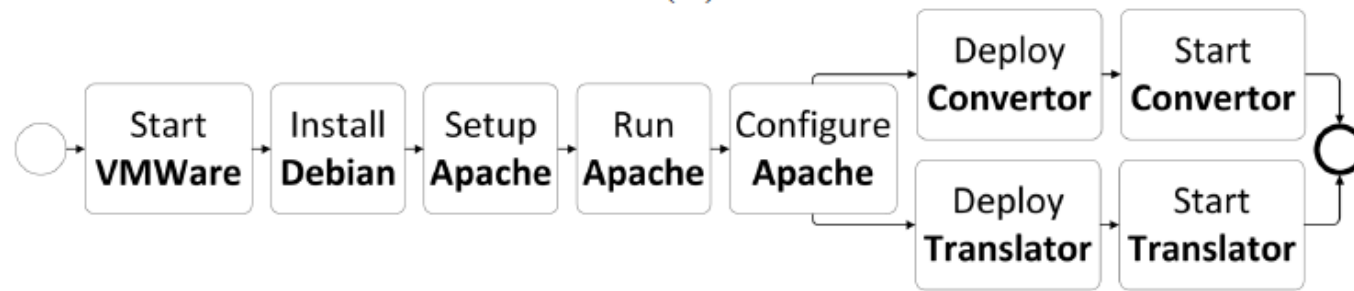 Start
VMWare
Install
Debian
Setup
Apache
Run
Apache
Configure
Apache
Deploy
Convertor
Start
Convertor
Deploy
Translator
Start
Translator